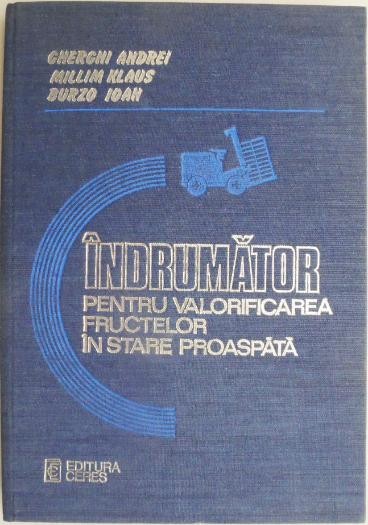 GHERGHI ANDREI
MILLIM KLAUS
BURZO IOAN
ÎNDRUMĂTOR
PENTRU VALORIFICAREA
FRUCTELOR
ÎN STARE PROASPĂTĂ
EDITURA
CERES